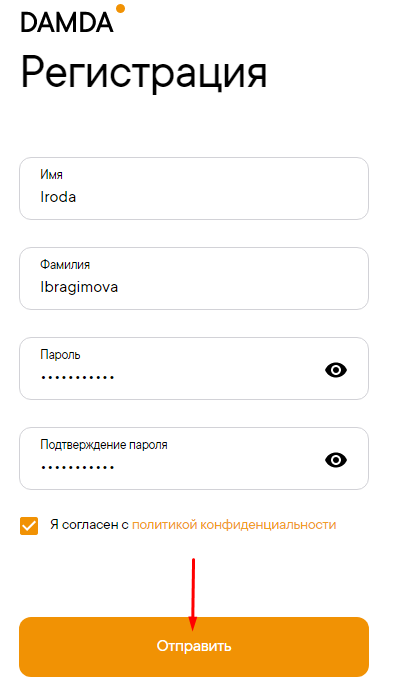 DAMDA
Регистрация
Имя
Iroda
Фамилия
Ibragimova
Пароль
•••••••••••
Подтверждение пароля
•••••••••••
Я согласен с политикой конфиденциальности
Отправить